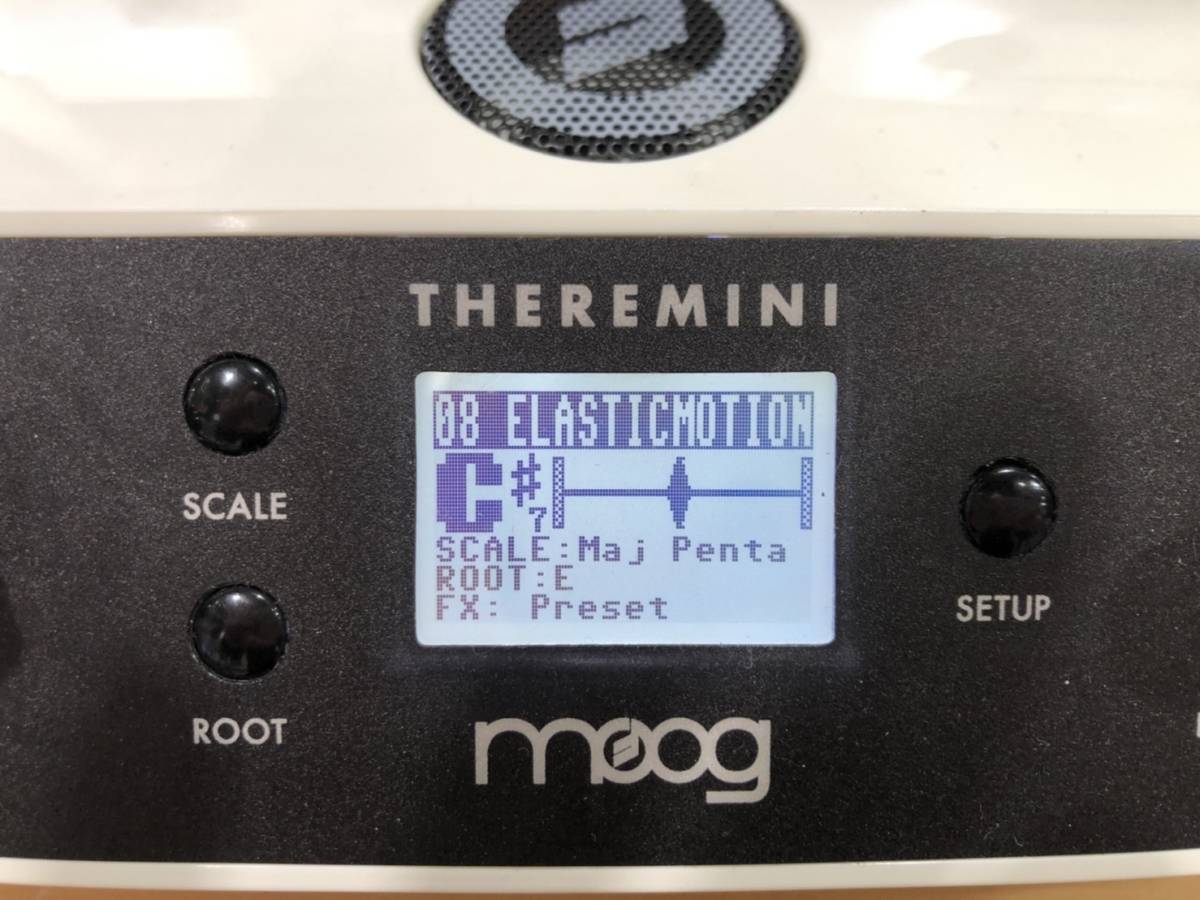 THEREMINI
08 ELASTICMOTION
C#7
SCALE:Maj Penta
ROOT:E
FX: Preset
SCALE
ROOT
SETUP
moog